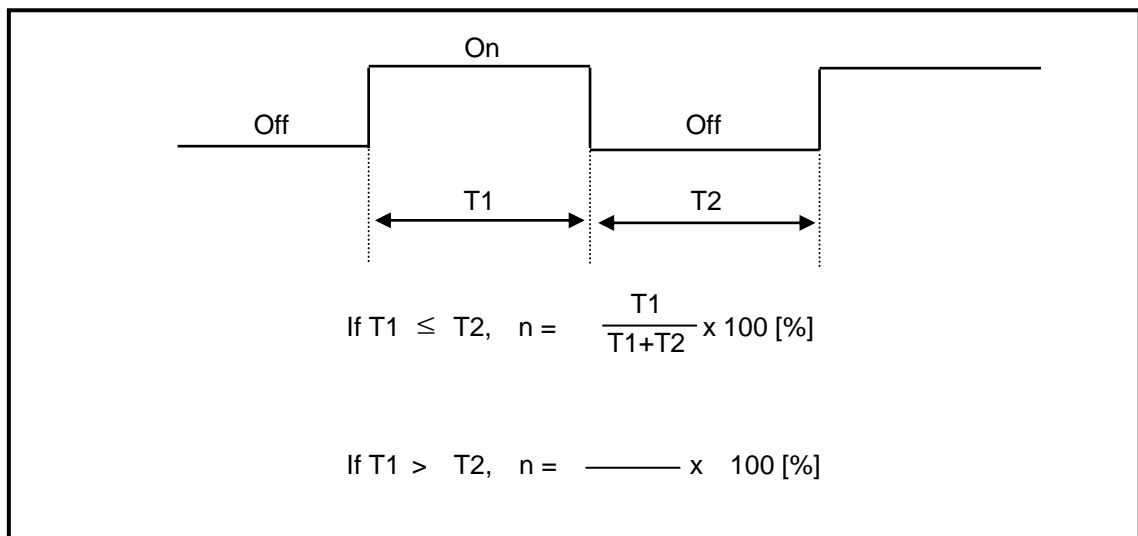 On
Off Off
T1 T2
If T1 ≤ T2, n = T1/T1+T2 x 100 [%]
If T1 > T2, n = —— x 100 [%]